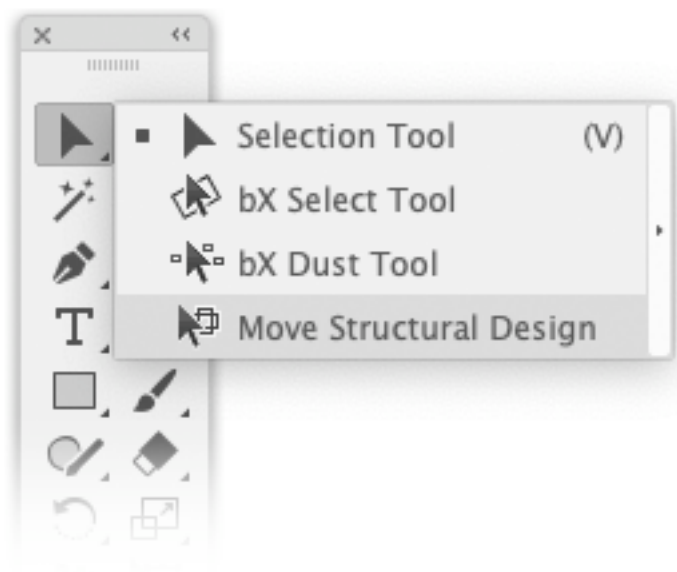 Selection Tool (V)
bX Select Tool
bX Dust Tool
Move Structural Design
T